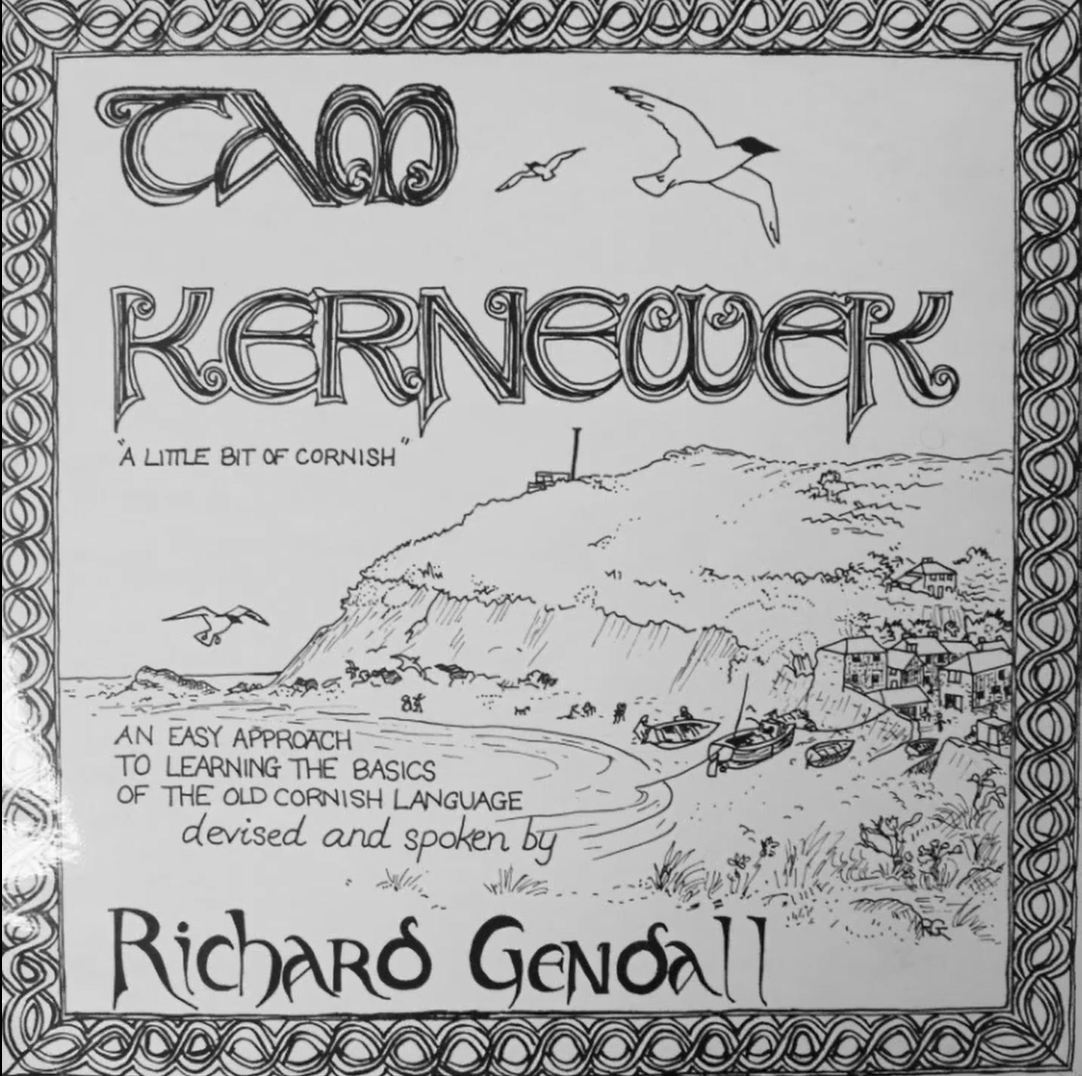 TAM
KERNEWEK
"A LITTLE BIT OF CORNISH"
AN EASY APPROACH
TO LEARNING THE BASICS
OF THE OLD CORNISH LANGUAGE
devised and spoken by
Richard Gendall
RG